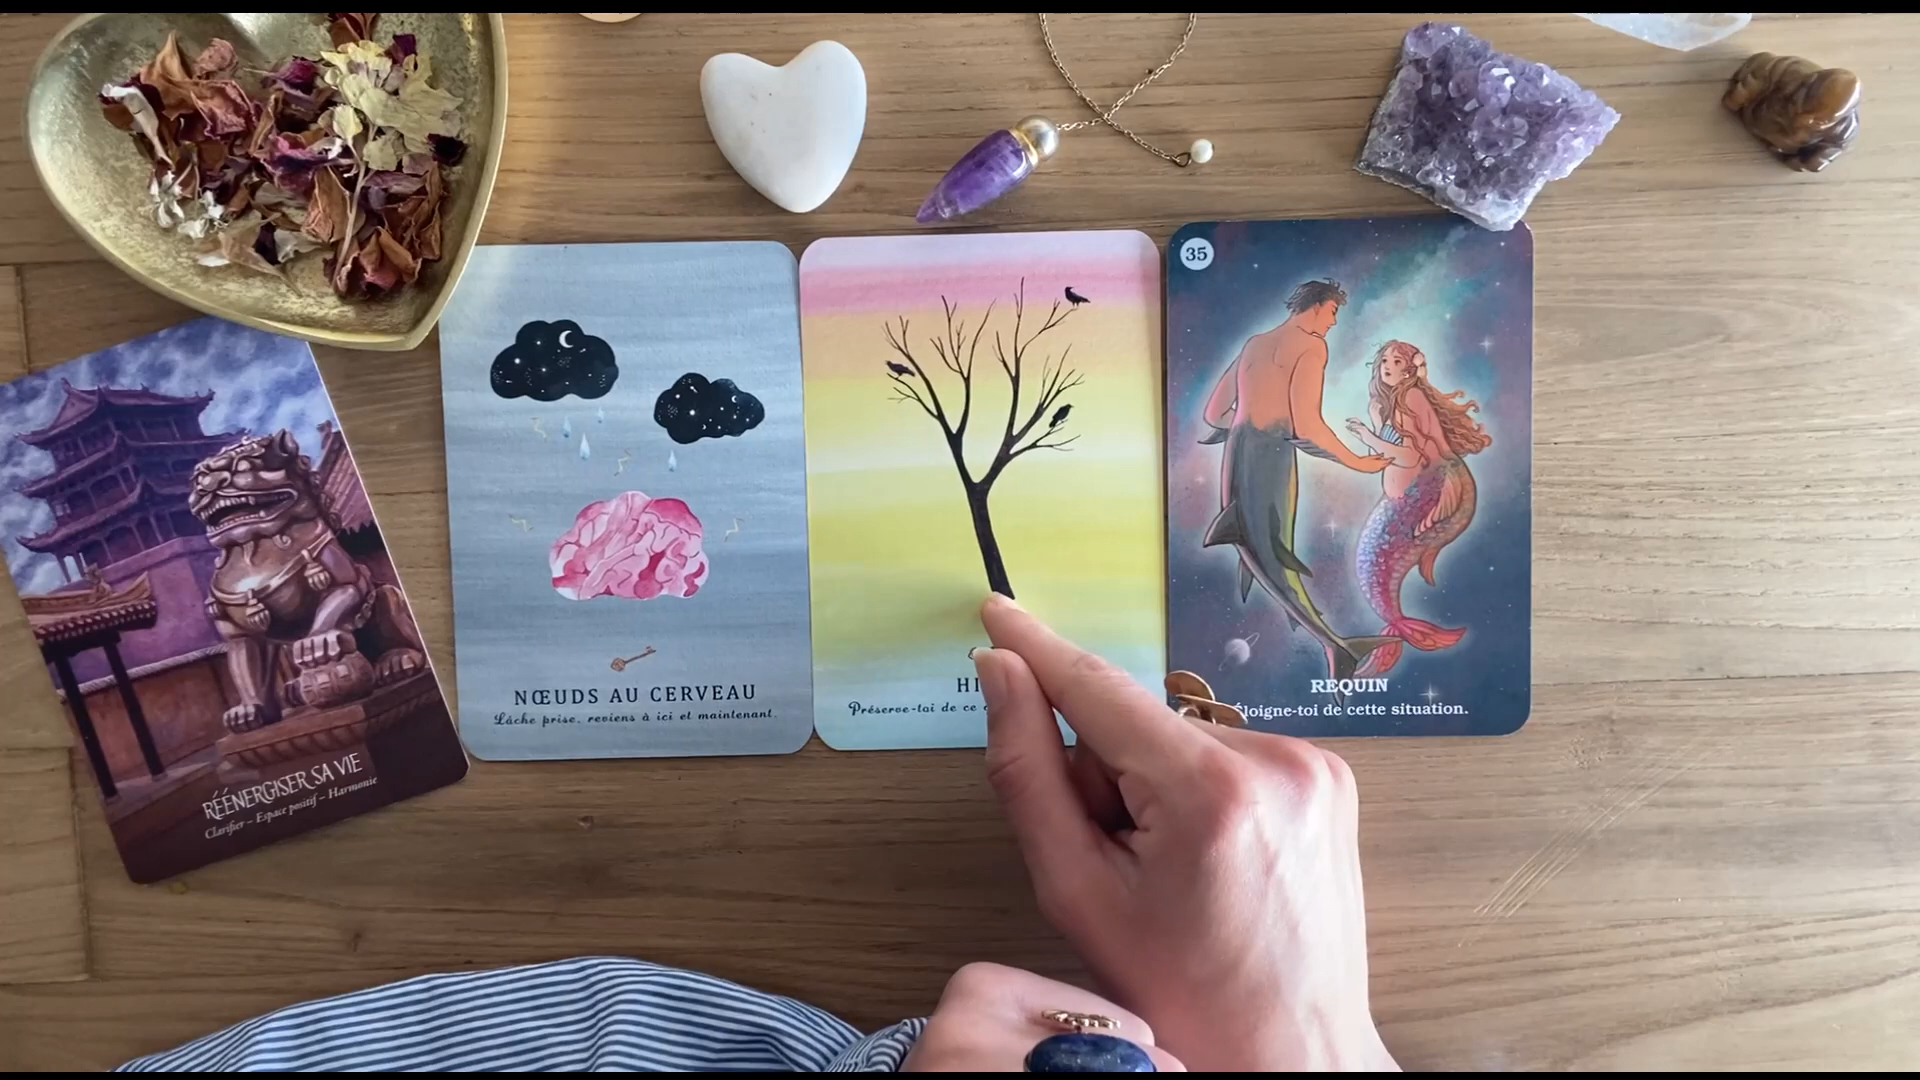 RÉÉNERGISER SA VIE
Clarifier – Espace positif – Harmonie
NŒUDS AU CERVEAU
Lâche prise, reviens à ici et maintenant.
Préserve-toi de ce
35
REQUIN
Éloigne-toi de cette situation.